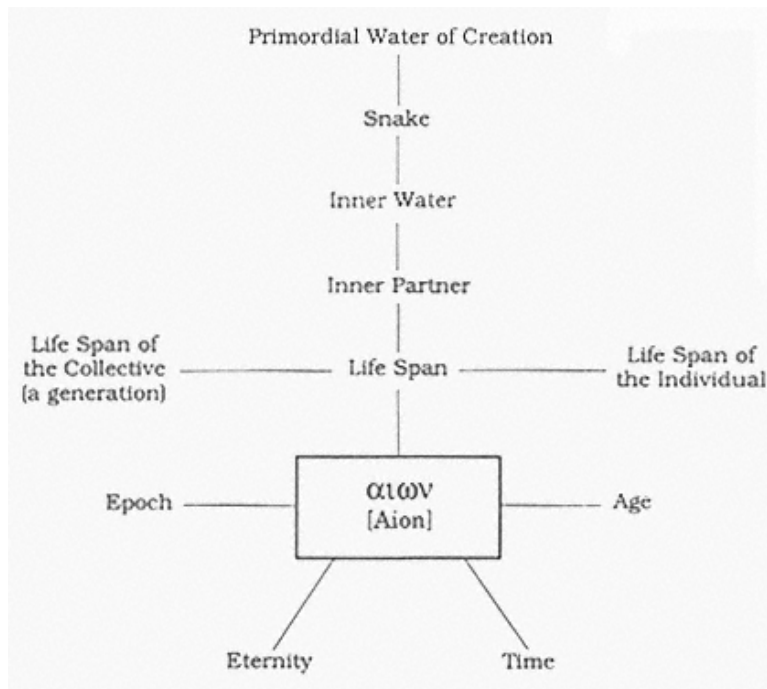 Primordial Water of Creation
Snake
Inner Water
Inner Partner
Life Span of
the Collective
(a generation)
Life Span
Life Span of
the Individual
Epoch
αιων
[Aion]
Age
Eternity
Time